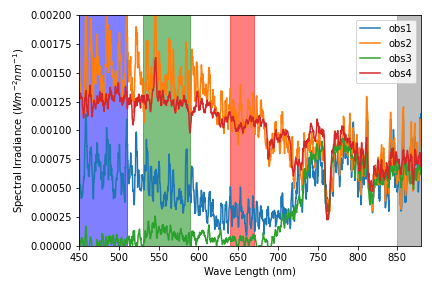 0.00200
0.00175
0.00150
0.00125
0.00100
0.00075
0.00050
0.00025
0.00000
Spectral Irradiance (Wm⁻²nm⁻¹)
450 500 550 600 650 700 750 800 850
Wave Length (nm)
obs1
obs2
obs3
obs4